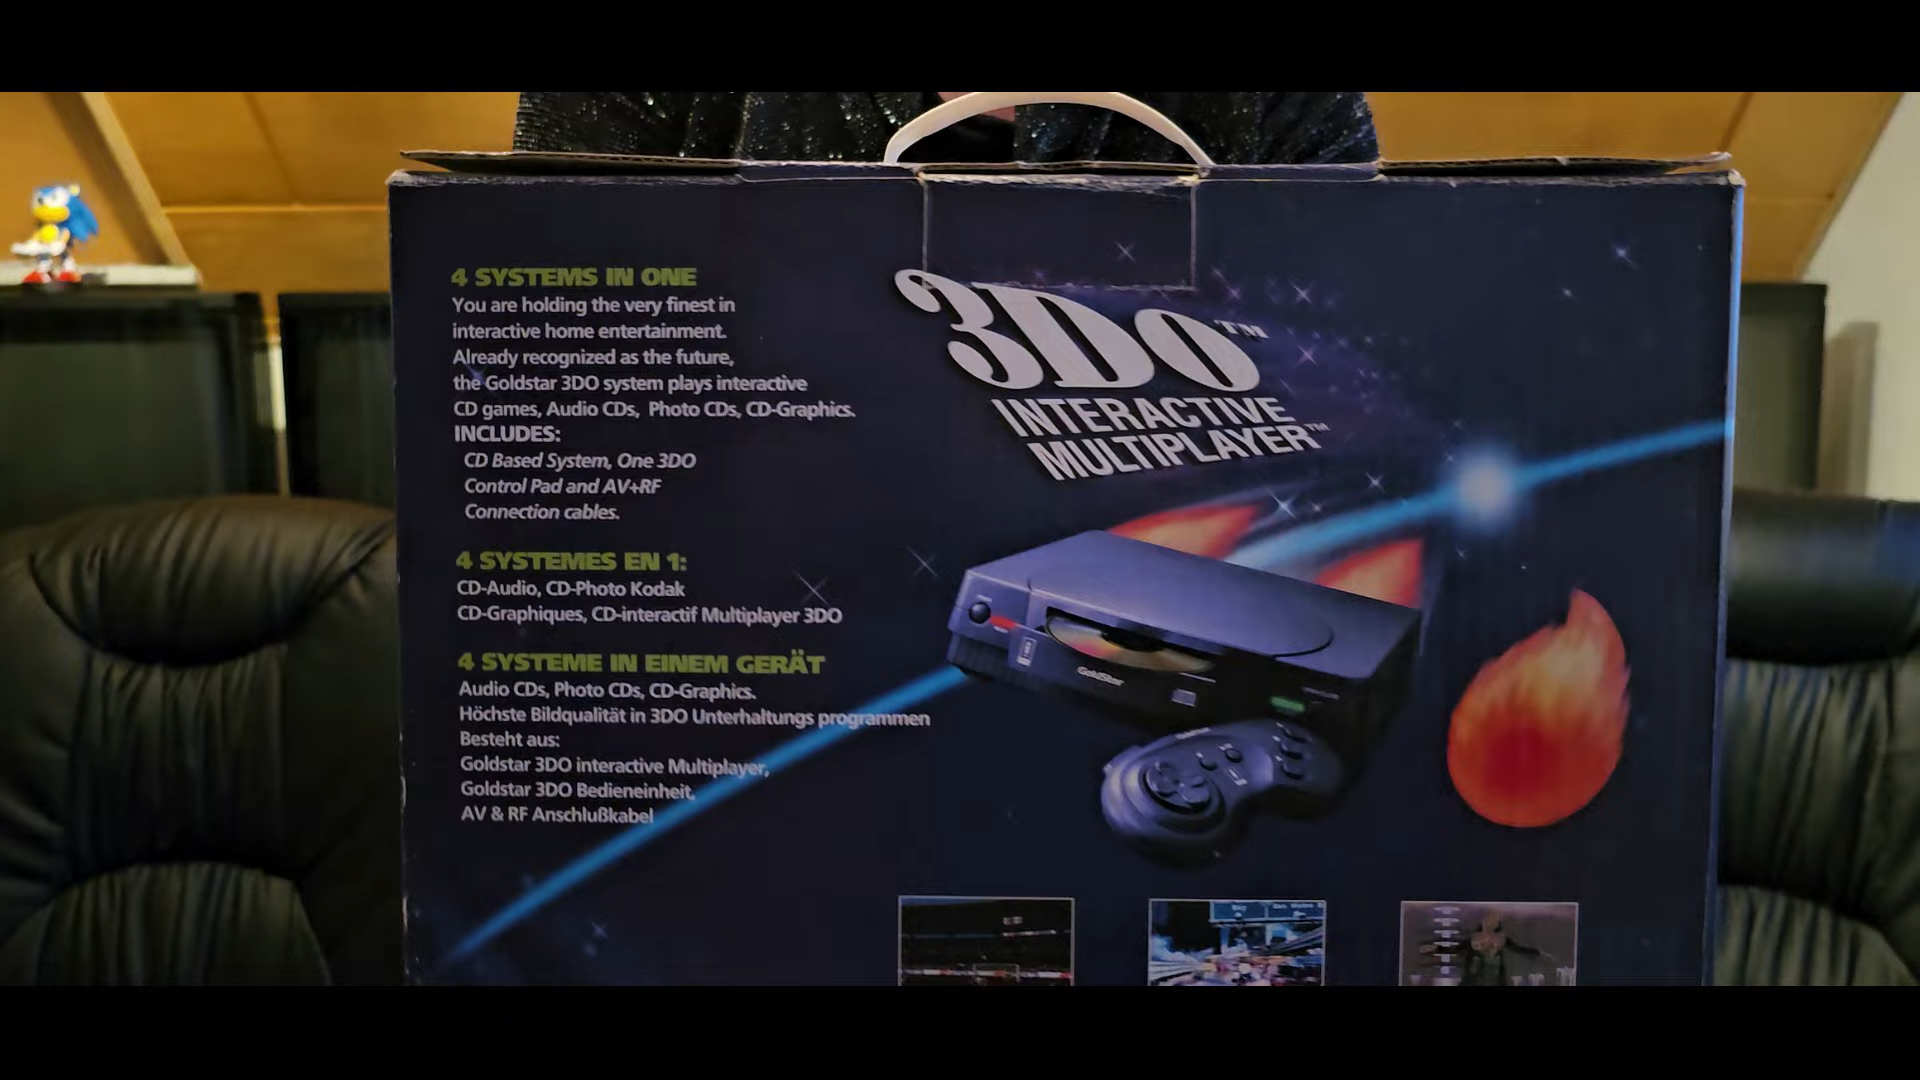 4 SYSTEMS IN ONE
You are holding the very finest in
interactive home entertainment.
Already recognized as the future,
the Goldstar 3DO system plays interactive
CD games, Audio CDs, Photo CDs, CD-Graphics.
INCLUDES:
CD Based System, One 3DO
Control Pad and AV+RF
Connection cables.
4 SYSTEMES EN 1:
CD-Audio, CD-Photo Kodak
CD-Graphiques, CD-interactif Multiplayer 3DO
4 SYSTEME IN EINEM GERÄT
Audio CDs, Photo CDs, CD-Graphics.
Höchste Bildqualität in 3DO Unterhaltungs programmen
Besteht aus:
Goldstar 3DO interactive Multiplayer,
Goldstar 3DO Bedieneinheit,
AV & RF Anschlußkabel
3DO™
INTERACTIVE
MULTIPLAYER™
GoldStar